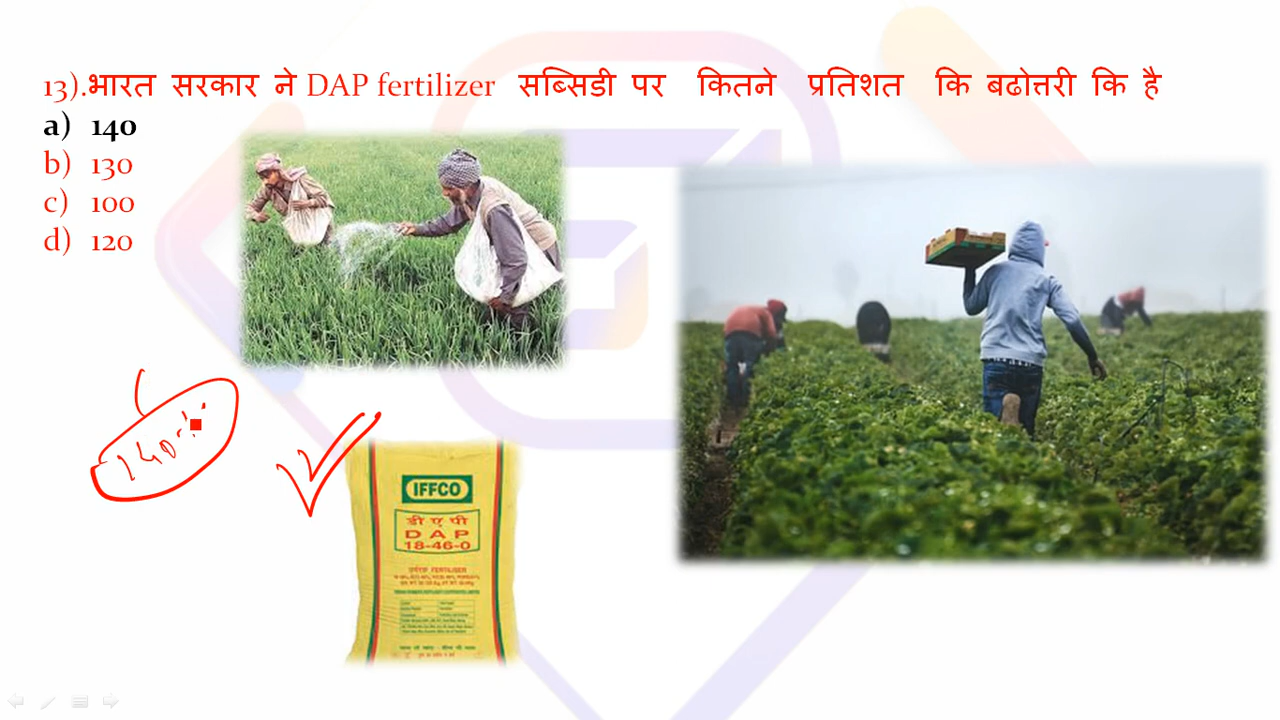 13).भारत सरकार ने DAP fertilizer सब्सिडी पर कितने प्रतिशत कि बढोत्तरी कि है
a) 140
b) 130
c) 100
d) 120
140%
IFFCO
डी ए पी
DAP
18-46-0